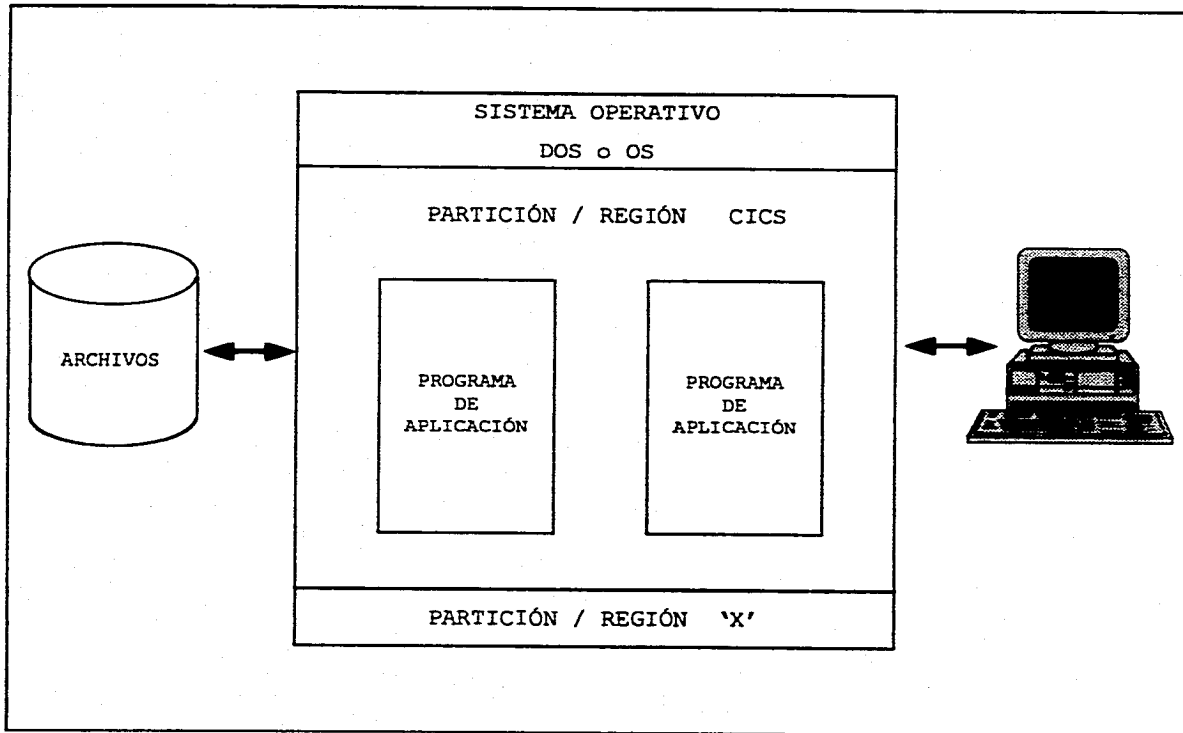 SISTEMA OPERATIVO
DOS o OS
PARTICIÓN / REGIÓN CICS
ARCHIVOS
PROGRAMA
DE
APLICACIÓN
PROGRAMA
DE
APLICACIÓN
PARTICIÓN / REGIÓN 'X'